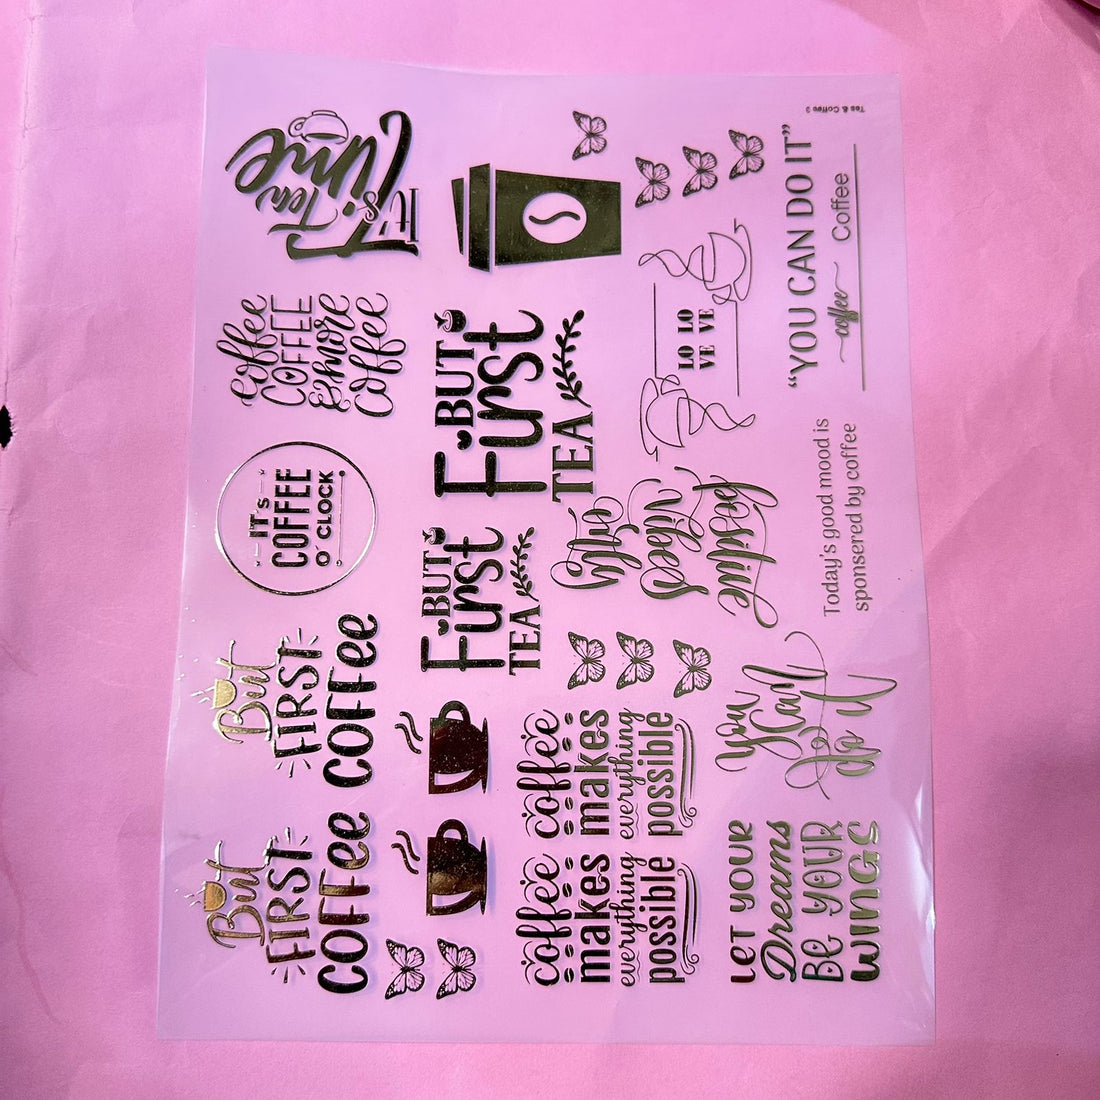 But
FIRST
COFFEE
But
FIRST
COFFEE
IT's
COFFEE
O' CLOCK
coffee
COFFEE
& more
coffee
IT's
Tea
Time
BUT
First
TEA
BUT
First
TEA
coffee
makes
everything
possible
coffee
makes
everything
possible
vibes
Positive
LO LO
VE VE
LET YOUR
Dreams
BE YOUR
WINGS
You
Can
do it
Today's good mood is
sponsered by coffee
“YOU CAN DO IT”
coffee Coffee
Tea & Coffee 3